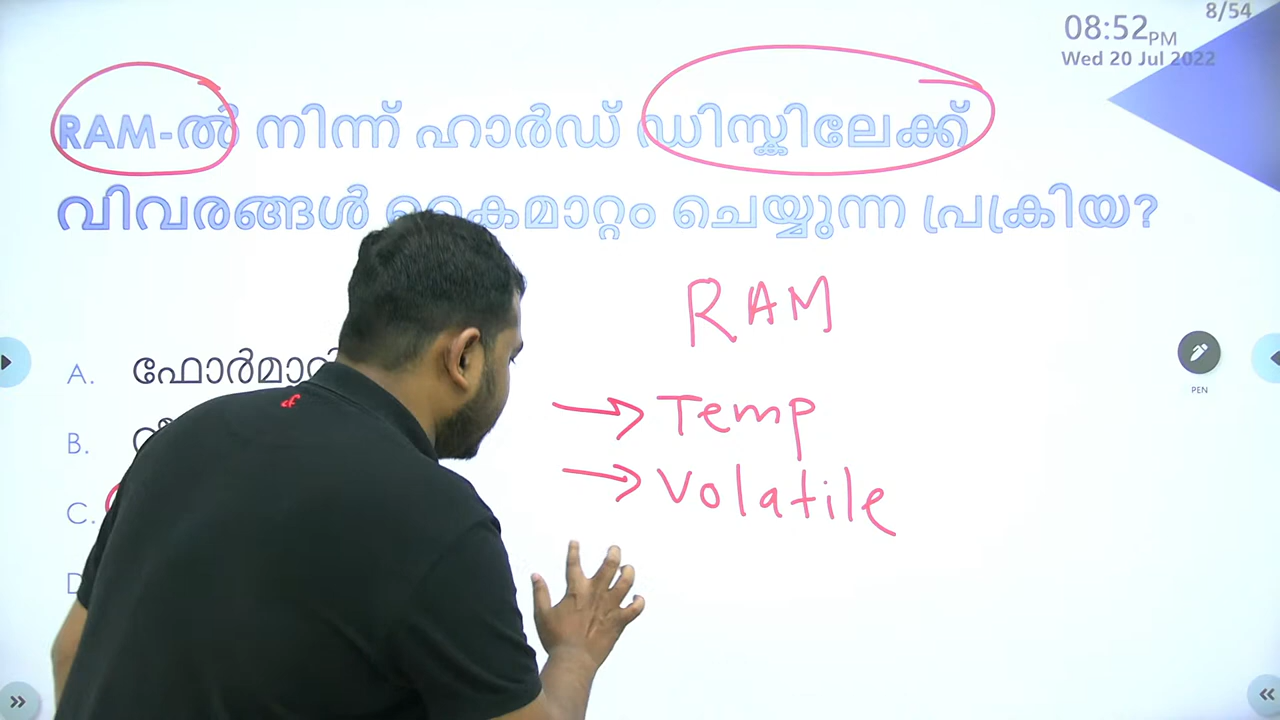 8/54
08:52PM
Wed 20 Jul 2022
RAM-ൽ നിന്ന് ഹാർഡ് ഡിസ്കിലേക്ക്
വിവരങ്ങൾ കൈമാറ്റം ചെയ്യുന്ന പ്രക്രിയ?
RAM
A.
B.
C.
D
→ Temp
→ Volatile
PEN